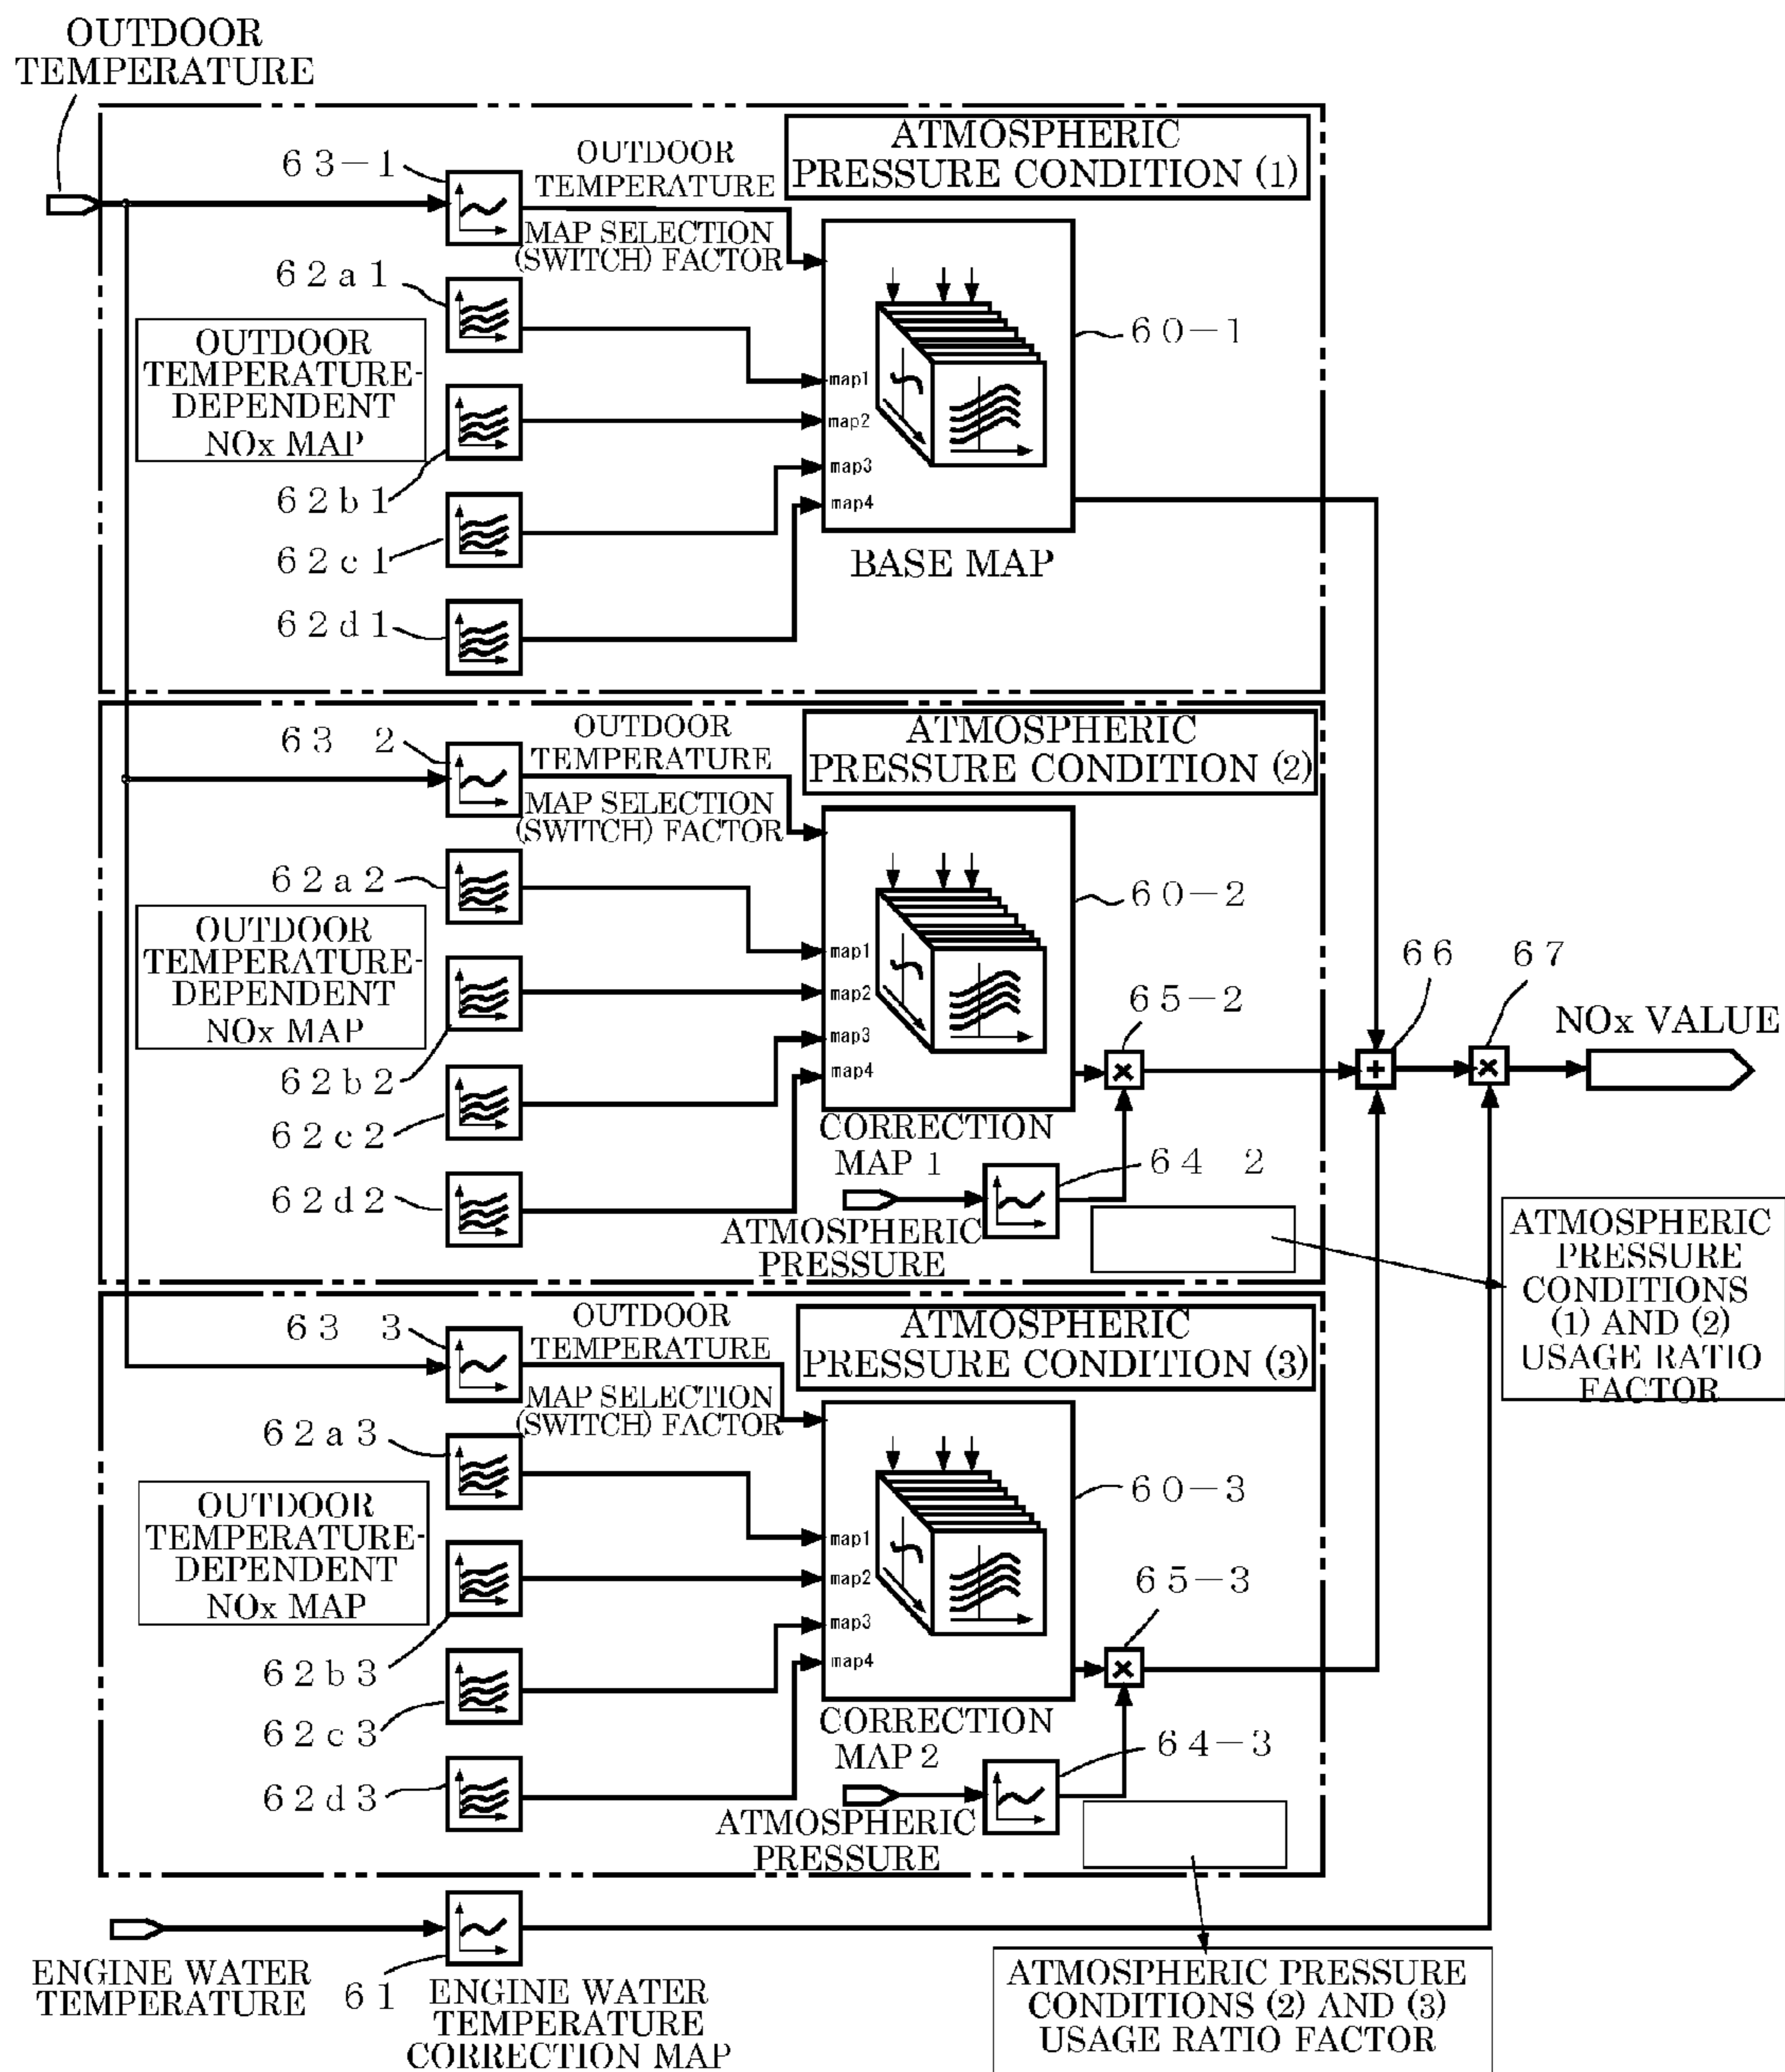 OUTDOOR
TEMPERATURE
ATMOSPHERIC
PRESSURE CONDITION (1)
63-1
OUTDOOR
TEMPERATURE
MAP SELECTION
(SWITCH) FACTOR
62a1
OUTDOOR
TEMPERATURE-
DEPENDENT
NOx MAP
60-1
map1
map2
map3
map4
62b1
62c1
BASE MAP
62d1
ATMOSPHERIC
PRESSURE CONDITION (2)
63 2
OUTDOOR
TEMPERATURE
MAP SELECTION
(SWITCH) FACTOR
62a2
OUTDOOR
TEMPERATURE-
DEPENDENT
NOx MAP
60-2
map1
map2
map3
map4
65-2
66
67
NOx VALUE
62b2
62c2
CORRECTION
MAP 1
64 2
62d2
ATMOSPHERIC
PRESSURE
ATMOSPHERIC
PRESSURE
CONDITIONS
(1) AND (2)
USAGE RATIO
FACTOR
ATMOSPHERIC
PRESSURE CONDITION (3)
63 3
OUTDOOR
TEMPERATURE
MAP SELECTION
(SWITCH) FACTOR
62a3
OUTDOOR
TEMPERATURE-
DEPENDENT
NOx MAP
60-3
map1
map2
map3
map4
65-3
62b3
62c3
CORRECTION
MAP 2
64-3
62d3
ATMOSPHERIC
PRESSURE
ENGINE WATER
TEMPERATURE
61
ENGINE WATER
TEMPERATURE
CORRECTION MAP
ATMOSPHERIC PRESSURE
CONDITIONS (2) AND (3)
USAGE RATIO FACTOR